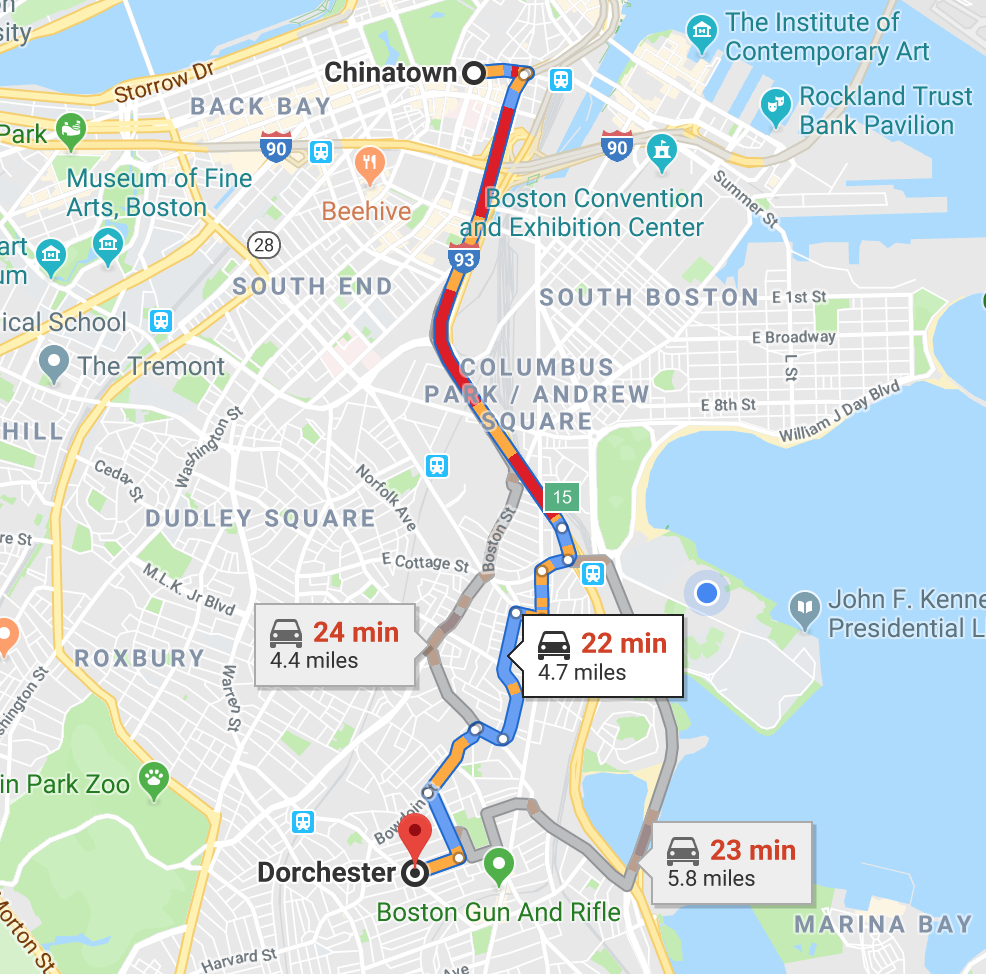 sity
The Institute of
Contemporary Art
Storrow Dr
Chinatown
BACK BAY
Rockland Trust
Bank Pavilion
Park
90
90
Museum of Fine
Arts, Boston
Beehive
Boston Convention
and Exhibition Center
Summer St
art
um
28
93
SOUTH END
SOUTH BOSTON
E 1st St
ical School
E Broadway
The Tremont
L St
COLUMBUS
PARK / ANDREW
SQUARE
E 8th St
William J Day Blvd
HILL
Washington St
Cedar St
Norfolk Ave
15
DUDLEY SQUARE
Boston St
re St
E Cottage St
M.L.K. Jr Blvd
John F. Kenne
Presidential L
24 min
4.4 miles
22 min
4.7 miles
ROXBURY
Warren St
shington St
in Park Zoo
Bowdoin
23 min
5.8 miles
Dorchester
Boston Gun And Rifle
MARINA BAY
Morton St
Harvard St
Ave